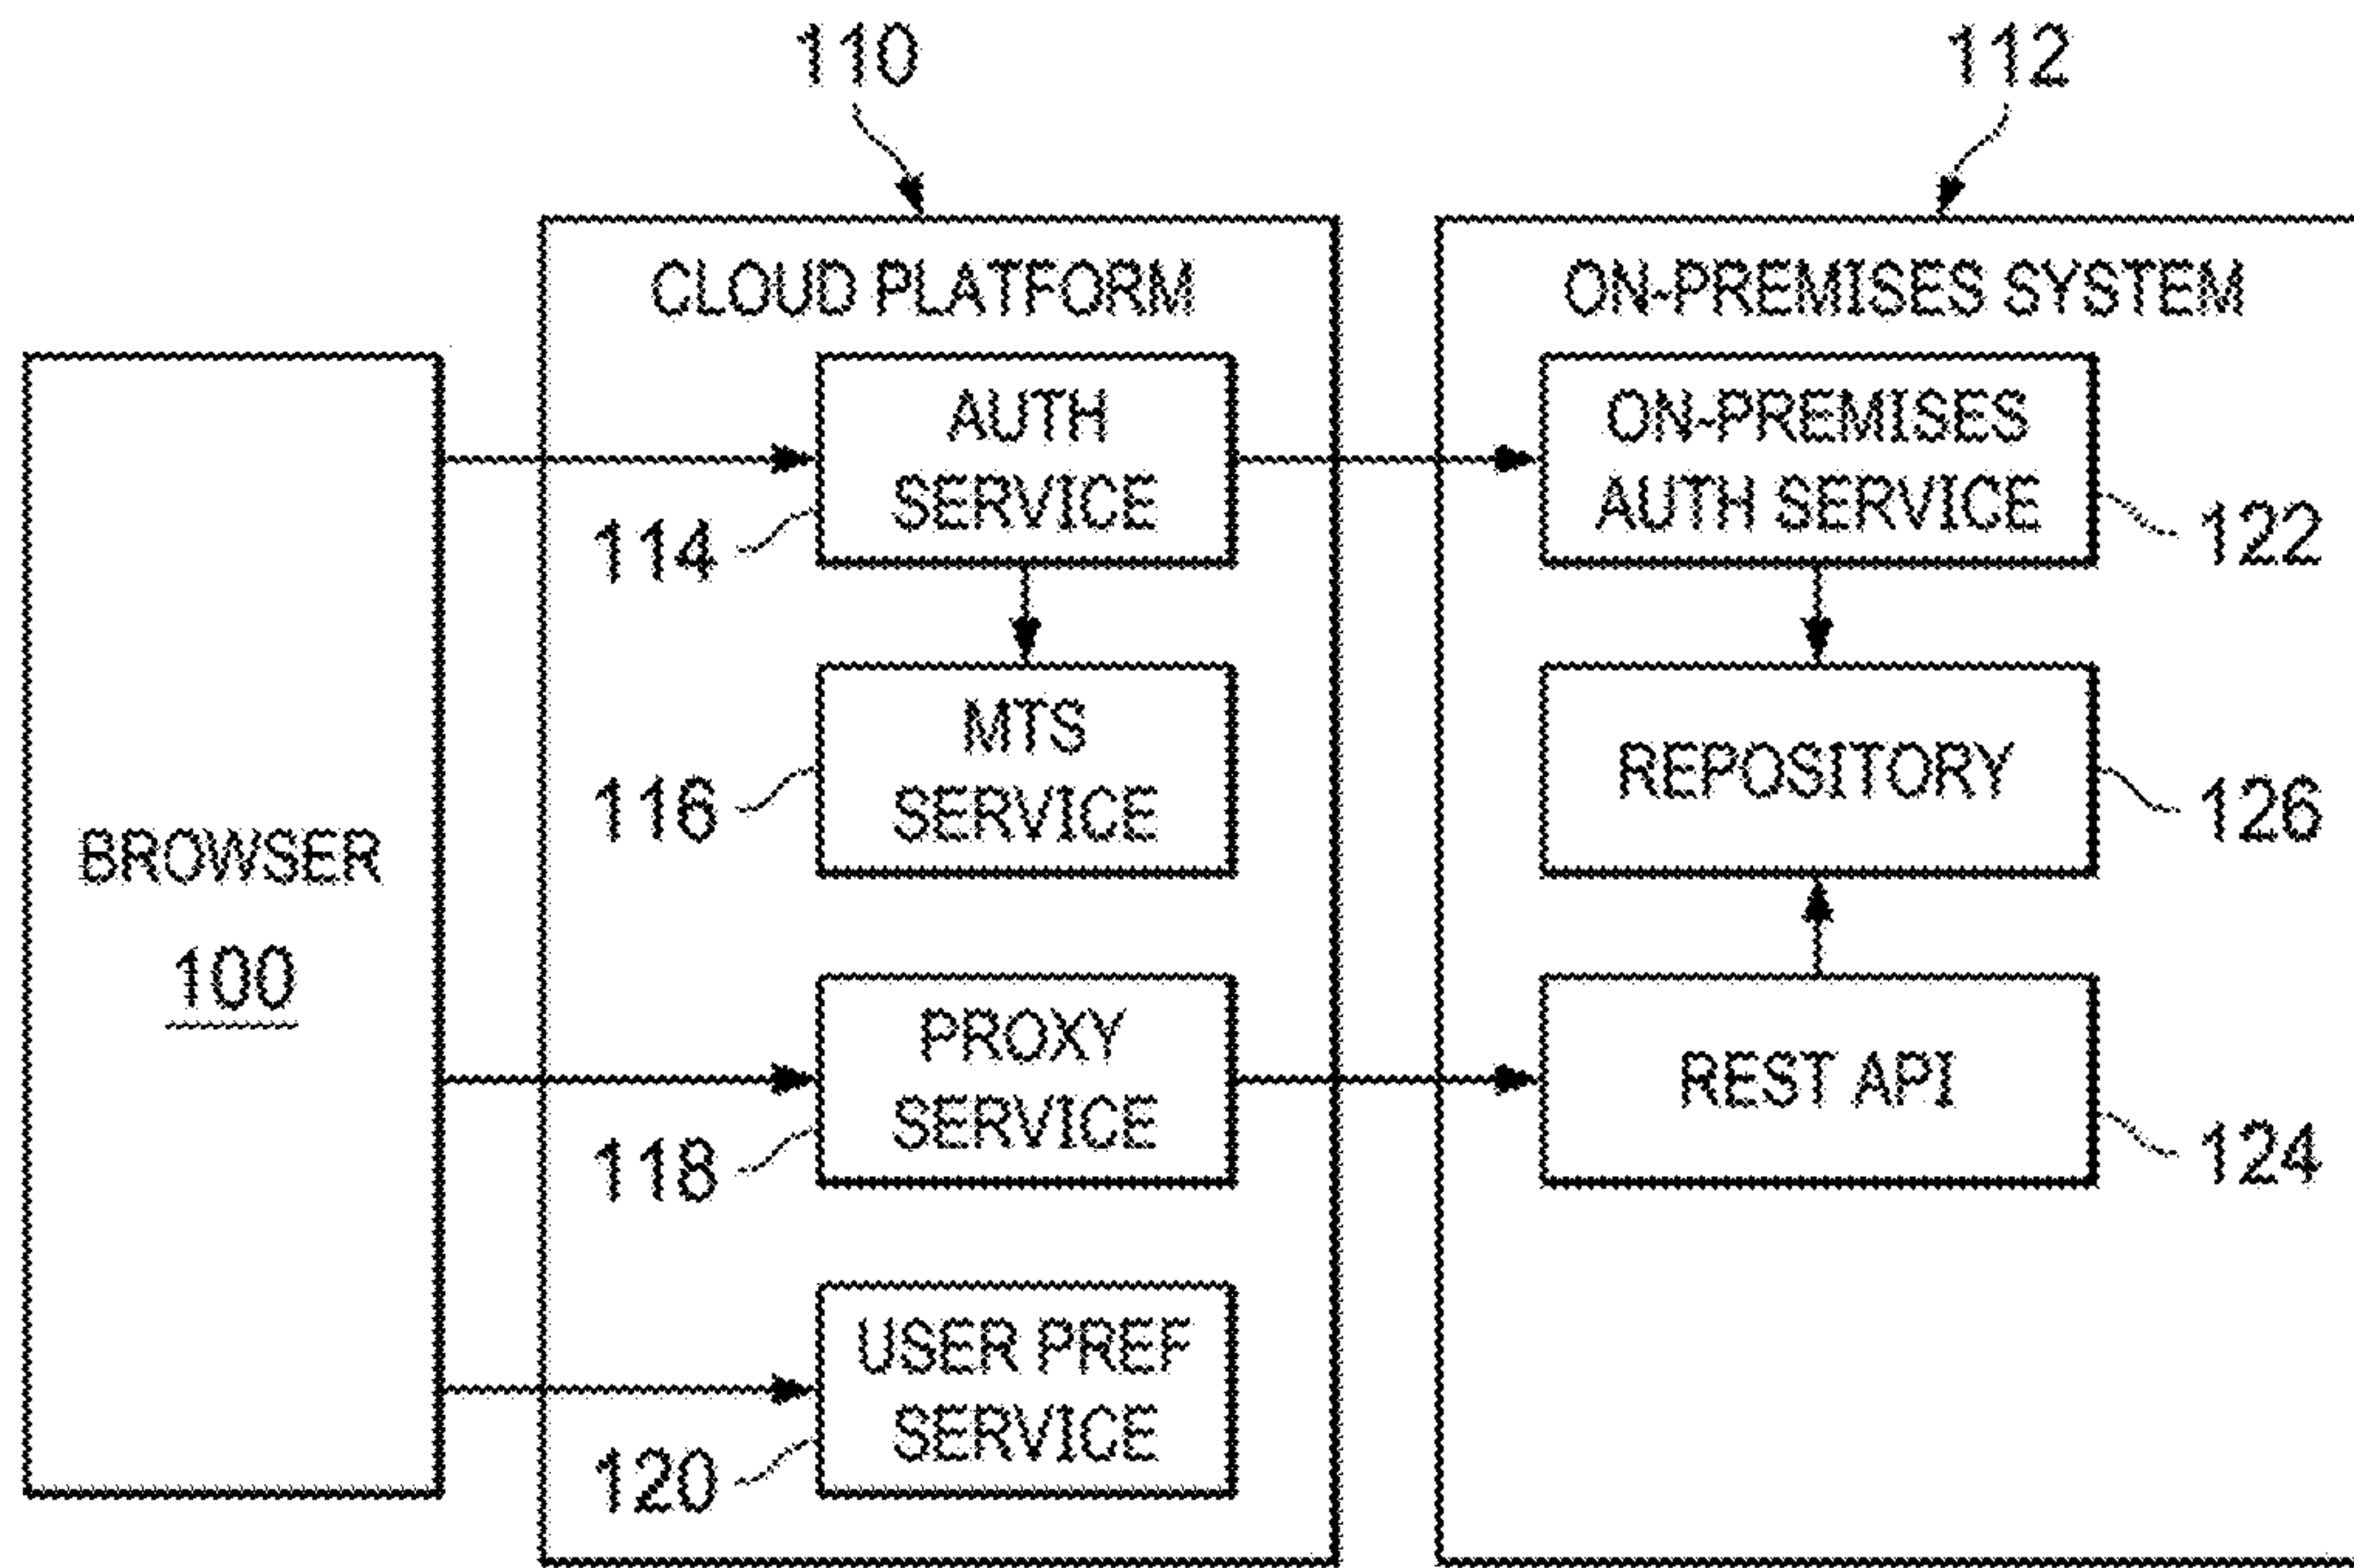 110
112
CLOUD PLATFORM
ON-PREMISES SYSTEM
AUTH
SERVICE
114
ON-PREMISES
AUTH SERVICE
122
MTS
SERVICE
116
REPOSITORY
126
BROWSER
100
PROXY
SERVICE
118
REST API
124
USER PREF
SERVICE
120